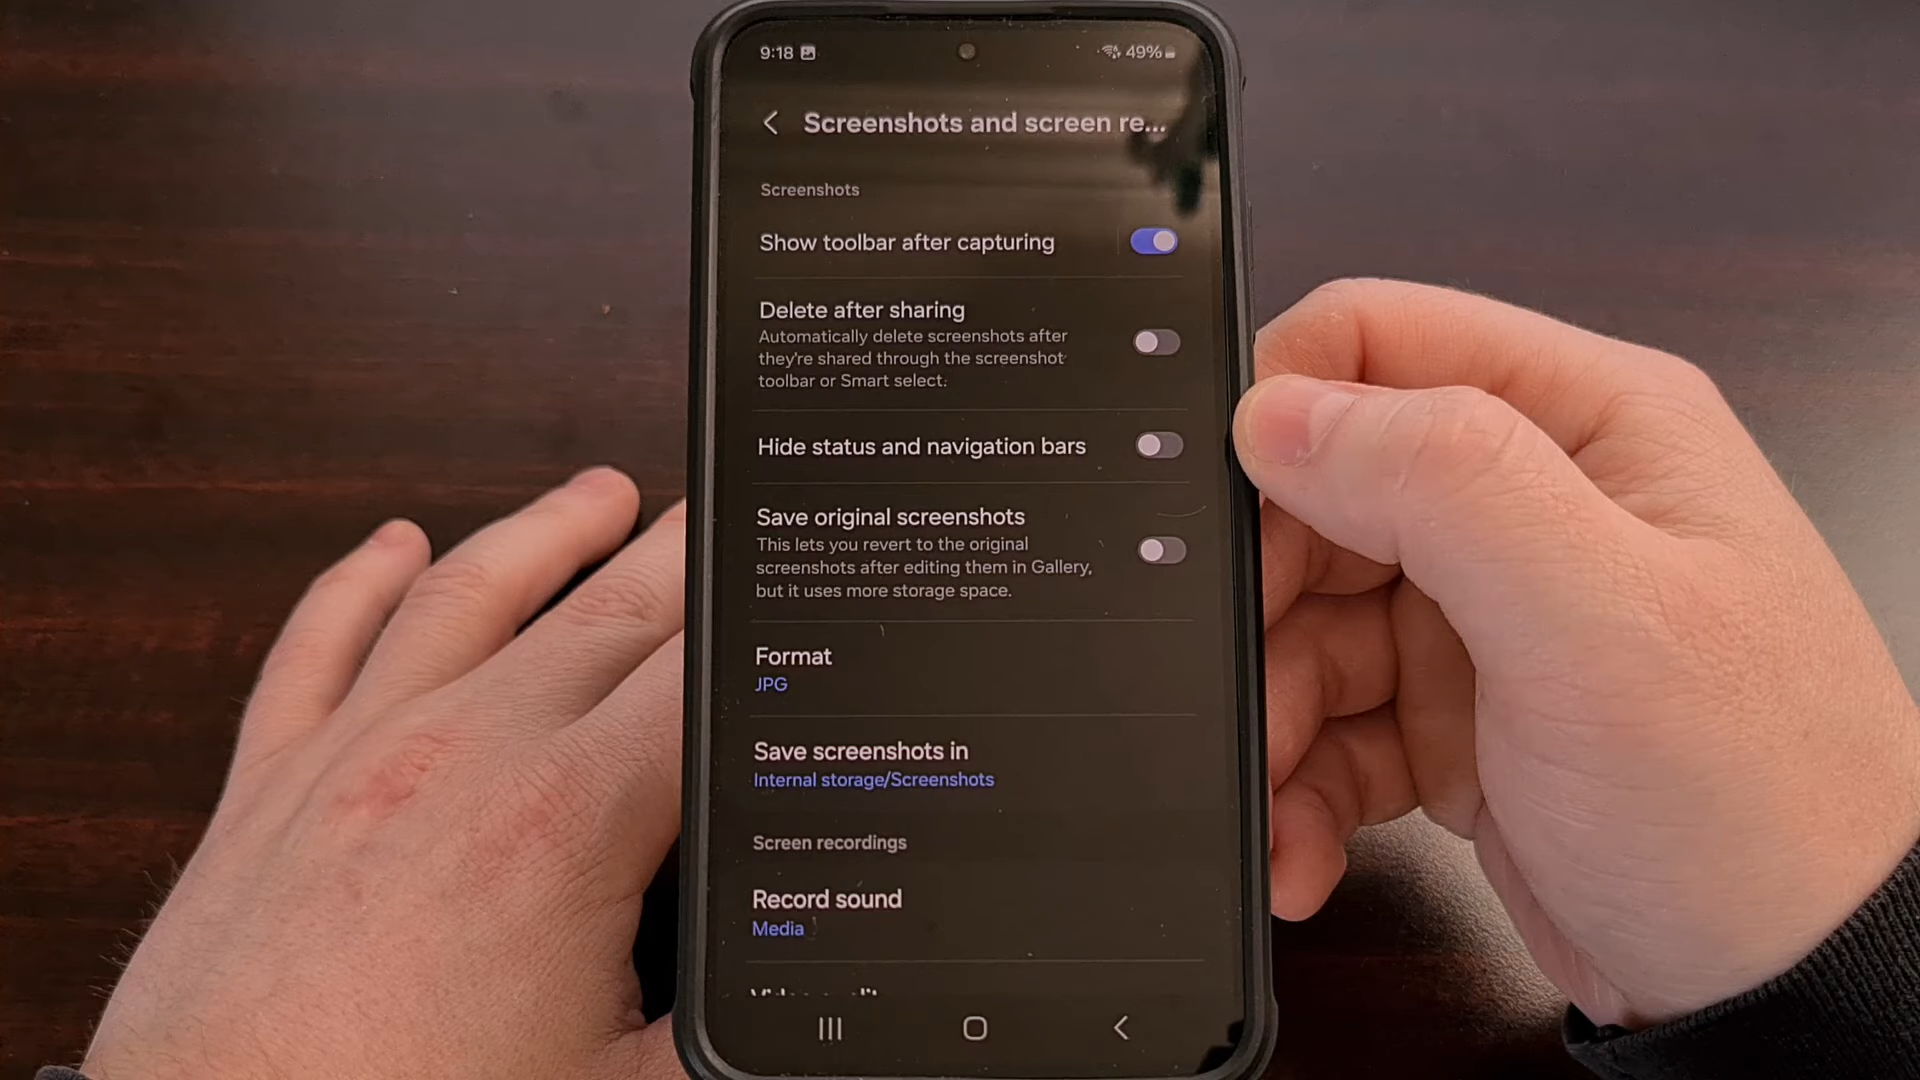 9:18 49%
Screenshots and screen re...
Screenshots
Show toolbar after capturing
Delete after sharing
Automatically delete screenshots after
they're shared through the screenshot
toolbar or Smart select.
Hide status and navigation bars
Save original screenshots
This lets you revert to the original
screenshots after editing them in Gallery,
but it uses more storage space.
Format
JPG
Save screenshots in
Internal storage/Screenshots
Screen recordings
Record sound
Media